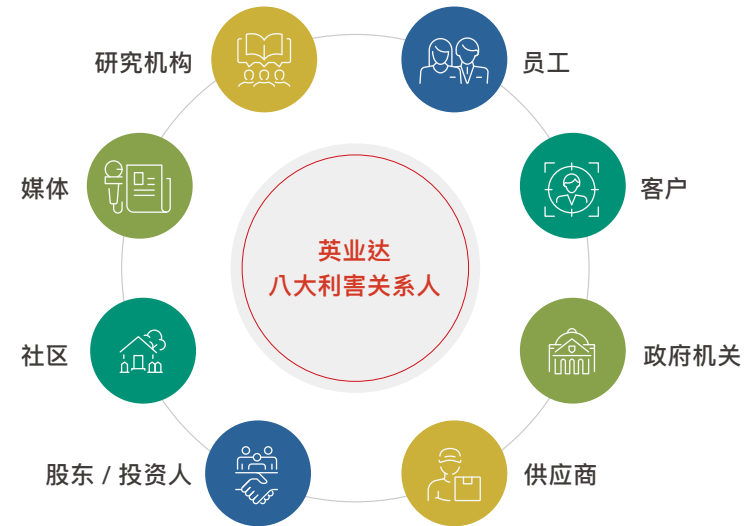 研究机构
员工
媒体
客户
英业达
八大利害关系人
社区
政府机关
股东 / 投资人
供应商